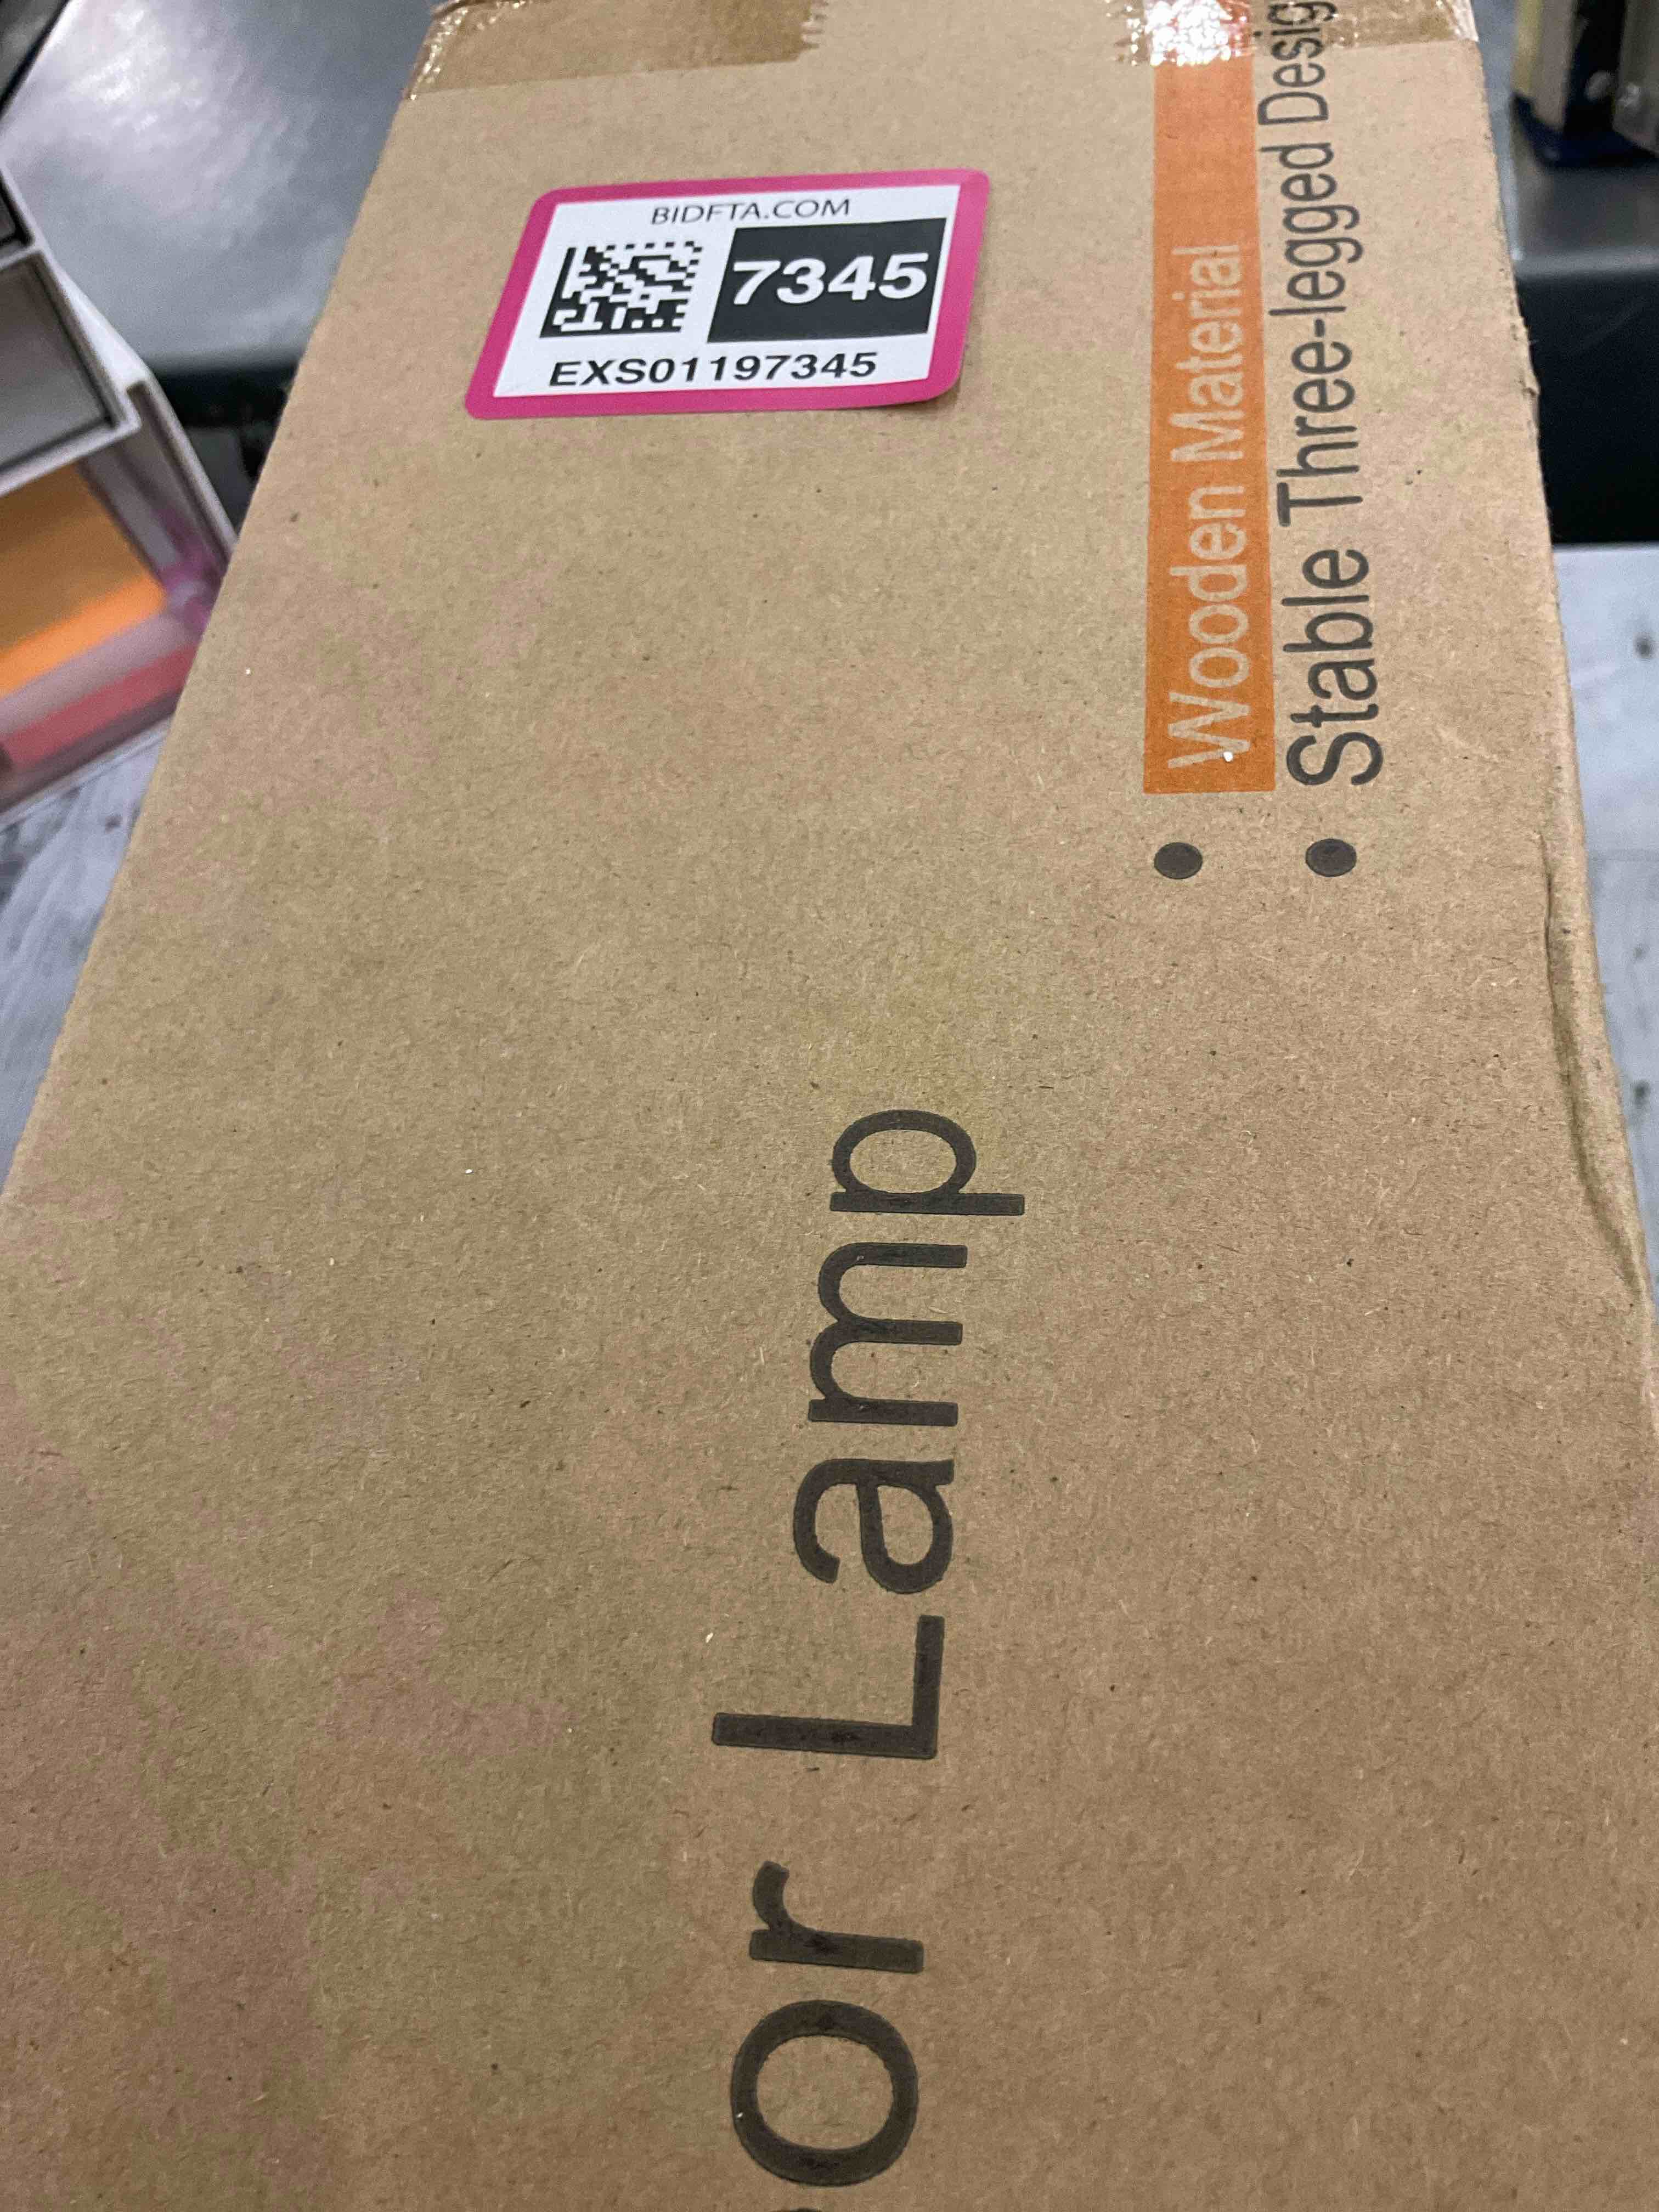 BIDFTA.COM
7345
EXS01197345
Wooden Material
Stable Three-legged Desig
or Lamp